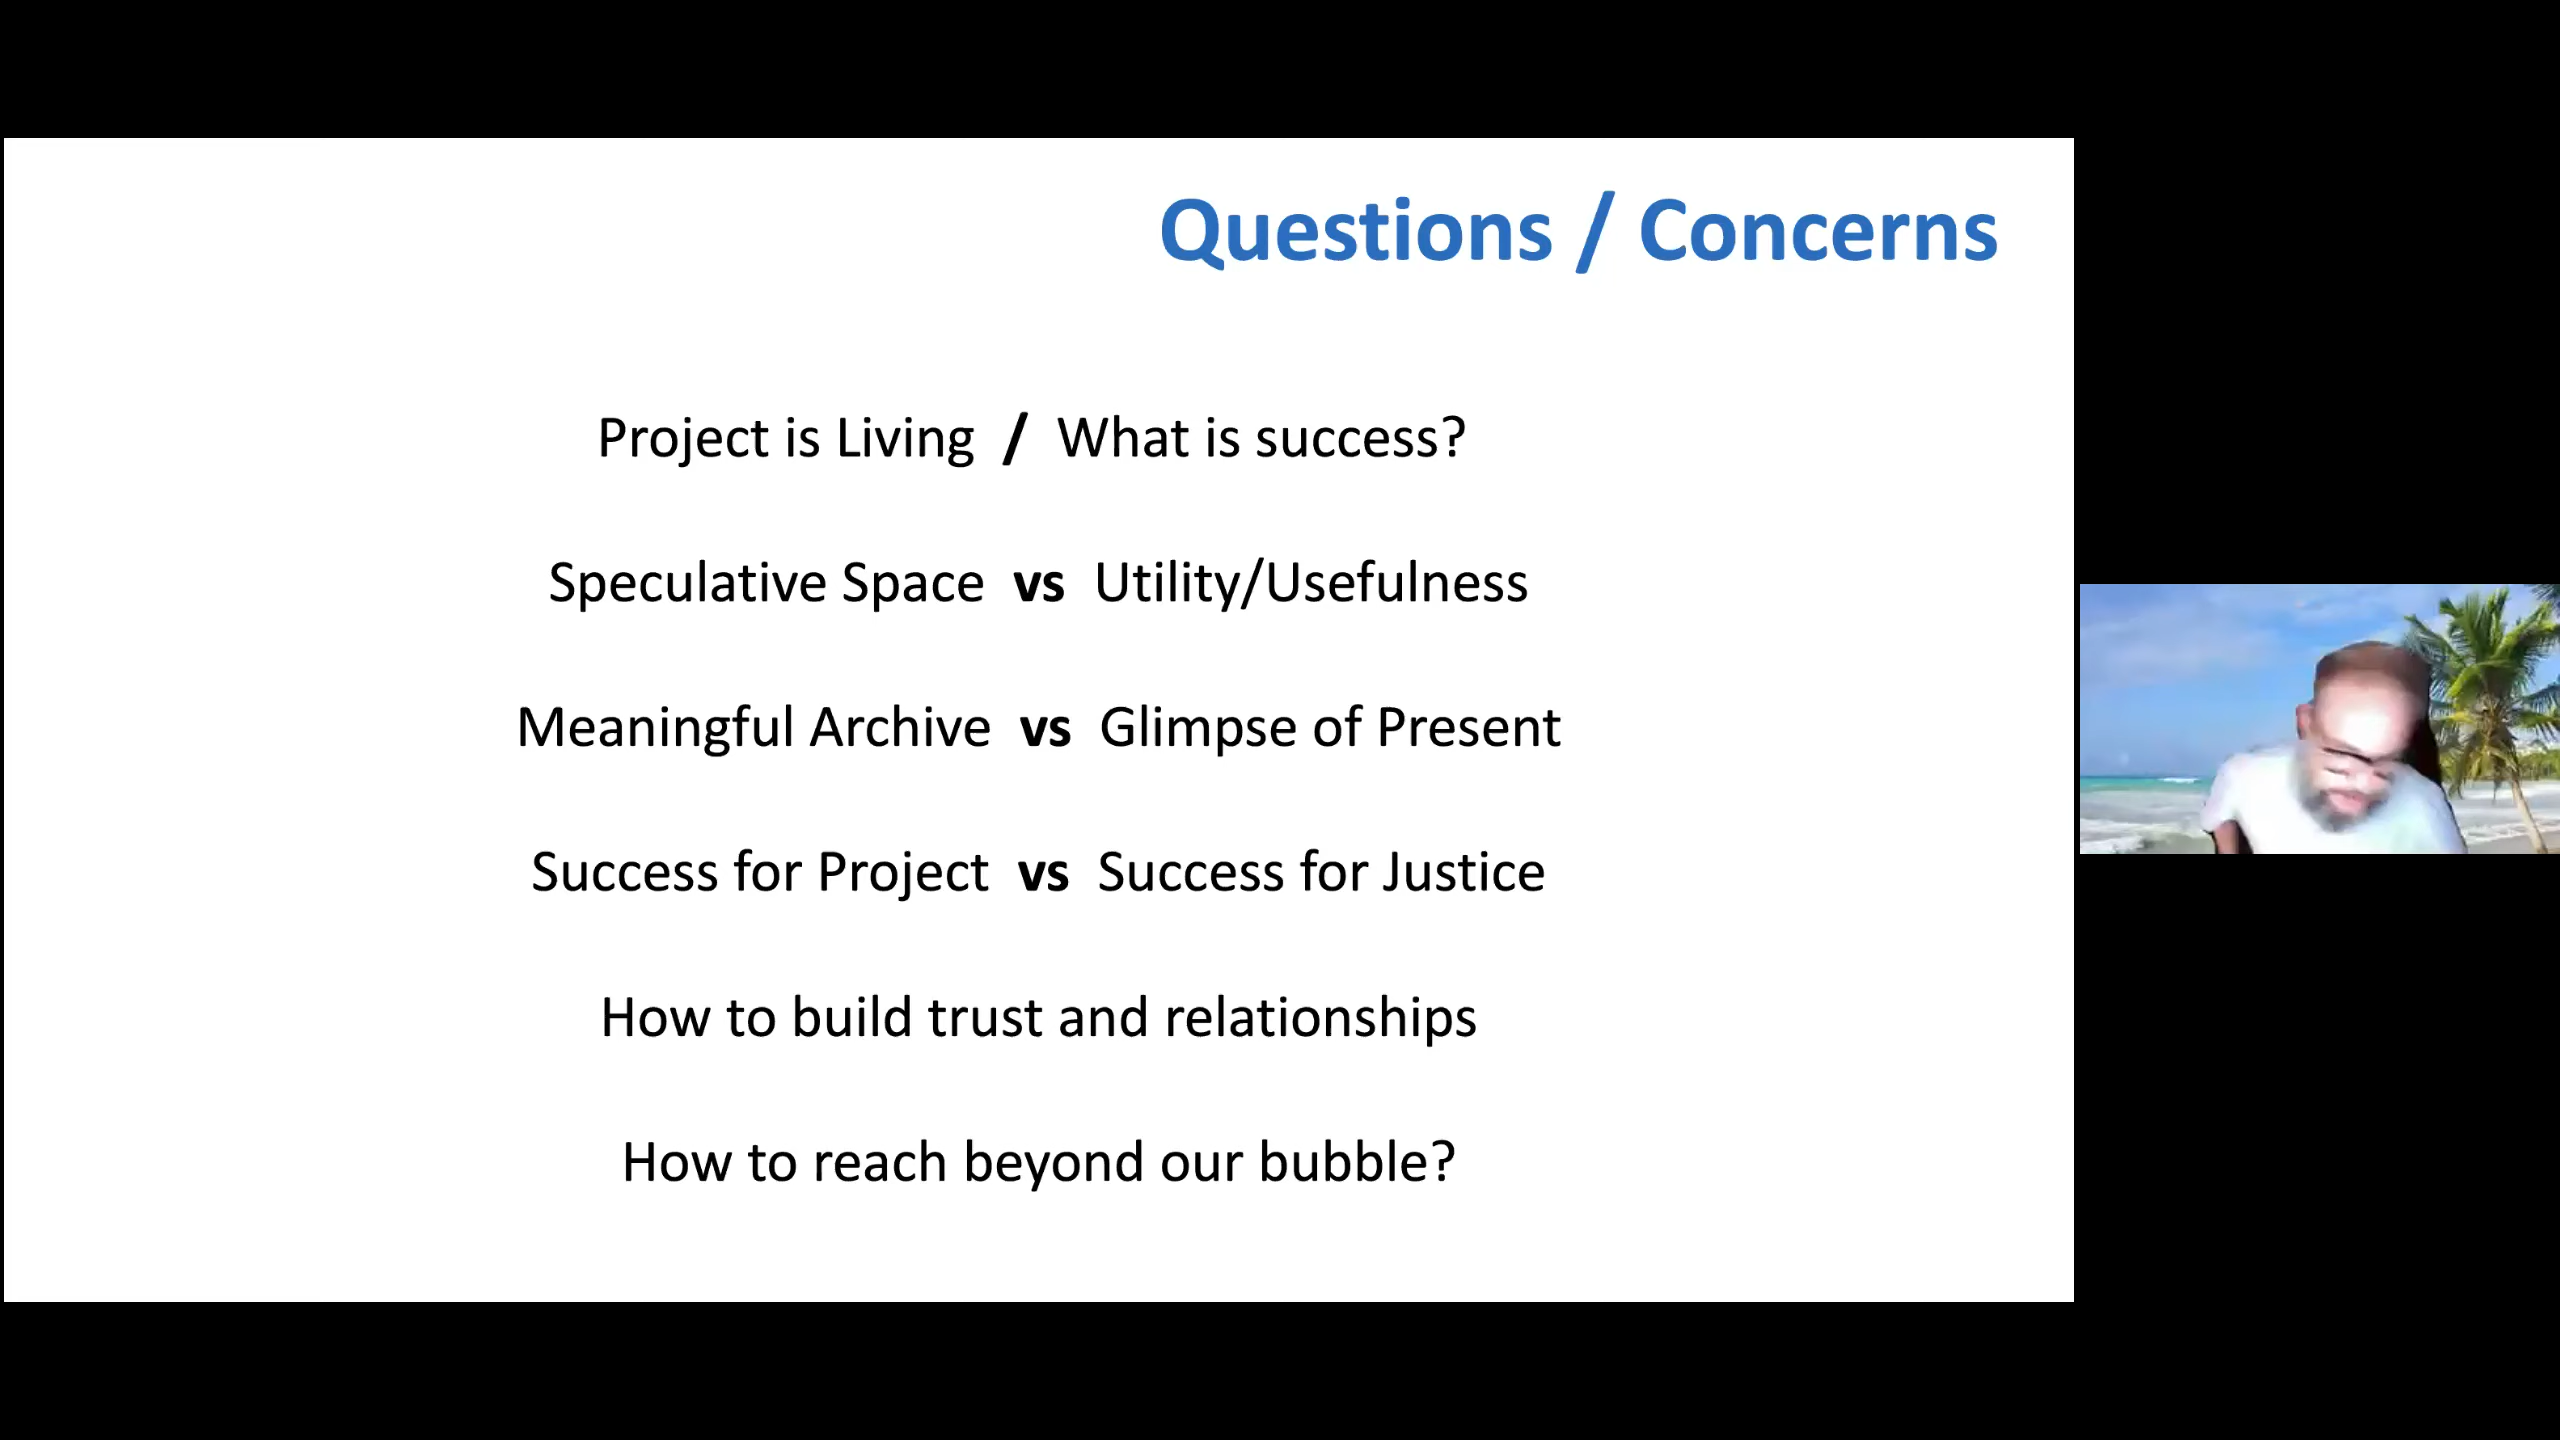 Questions / Concerns
Project is Living / What is success?
Speculative Space vs Utility/Usefulness
Meaningful Archive vs Glimpse of Present
Success for Project vs Success for Justice
How to build trust and relationships
How to reach beyond our bubble?